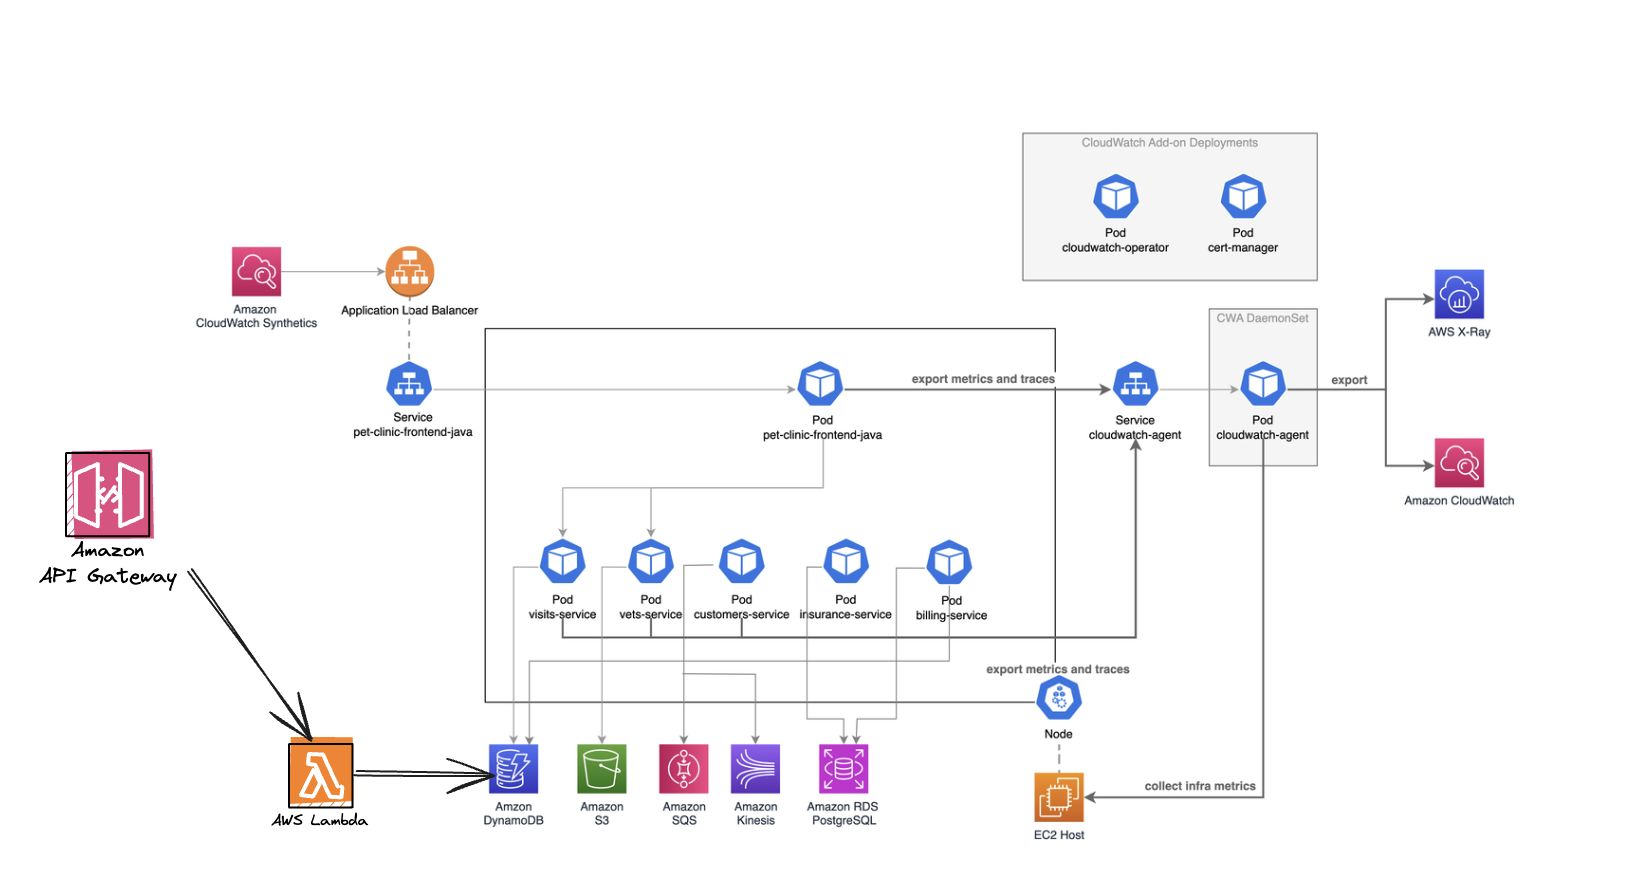 CloudWatch Add-on Deployments
Pod
cloudwatch-operator
Pod
cert-manager
Amazon
CloudWatch Synthetics
Application Load Balancer
CWA DaemonSet
AWS X-Ray
Service
pet-clinic-frontend-java
Pod
pet-clinic-frontend-java
export metrics and traces
Service
cloudwatch-agent
Pod
cloudwatch-agent
export
Amazon CloudWatch
Amazon
API Gateway
Pod
visits-service
Pod
vets-service
Pod
customers-service
Pod
insurance-service
Pod
billing-service
export metrics and traces
Node
AWS Lambda
Amzon
DynamoDB
Amazon
S3
Amazon
SQS
Amazon
Kinesis
Amazon RDS
PostgreSQL
collect infra metrics
EC2 Host